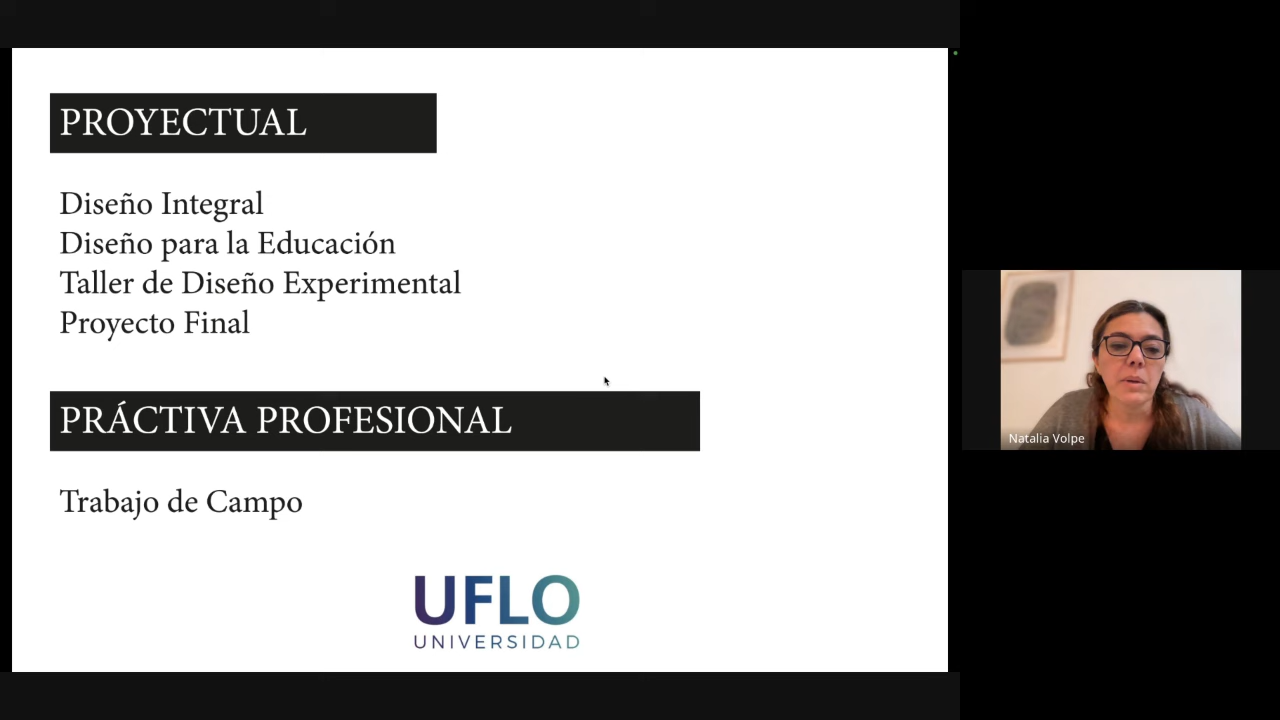 PROYECTUAL
Diseño Integral
Diseño para la Educación
Taller de Diseño Experimental
Proyecto Final
PRÁCTIVA PROFESIONAL
Trabajo de Campo
UFLO
UNIVERSIDAD
Natalia Volpe